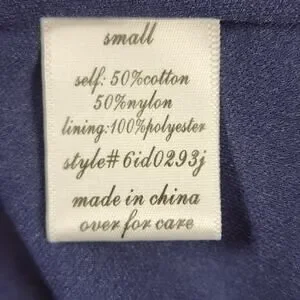 small
self: 50%cotton
50%nylon
lining:100%polyester
style# 6id0293j
made in china
over for care